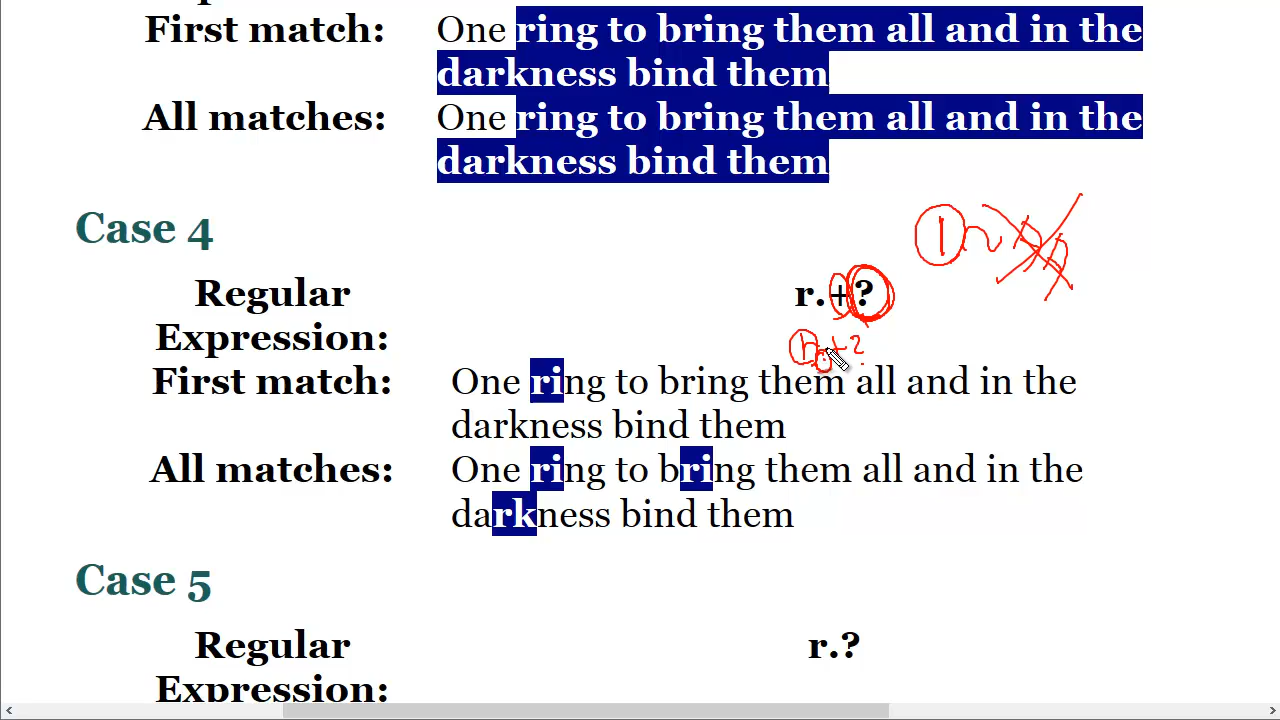 First match: One ring to bring them all and in the
darkness bind them
All matches: One ring to bring them all and in the
darkness bind them
Case 4
1
Regular r.+?
Expression:
r.+?
First match: One ring to bring them all and in the
darkness bind them
All matches: One ring to bring them all and in the
darkness bind them
Case 5
Regular r.?
Expression: